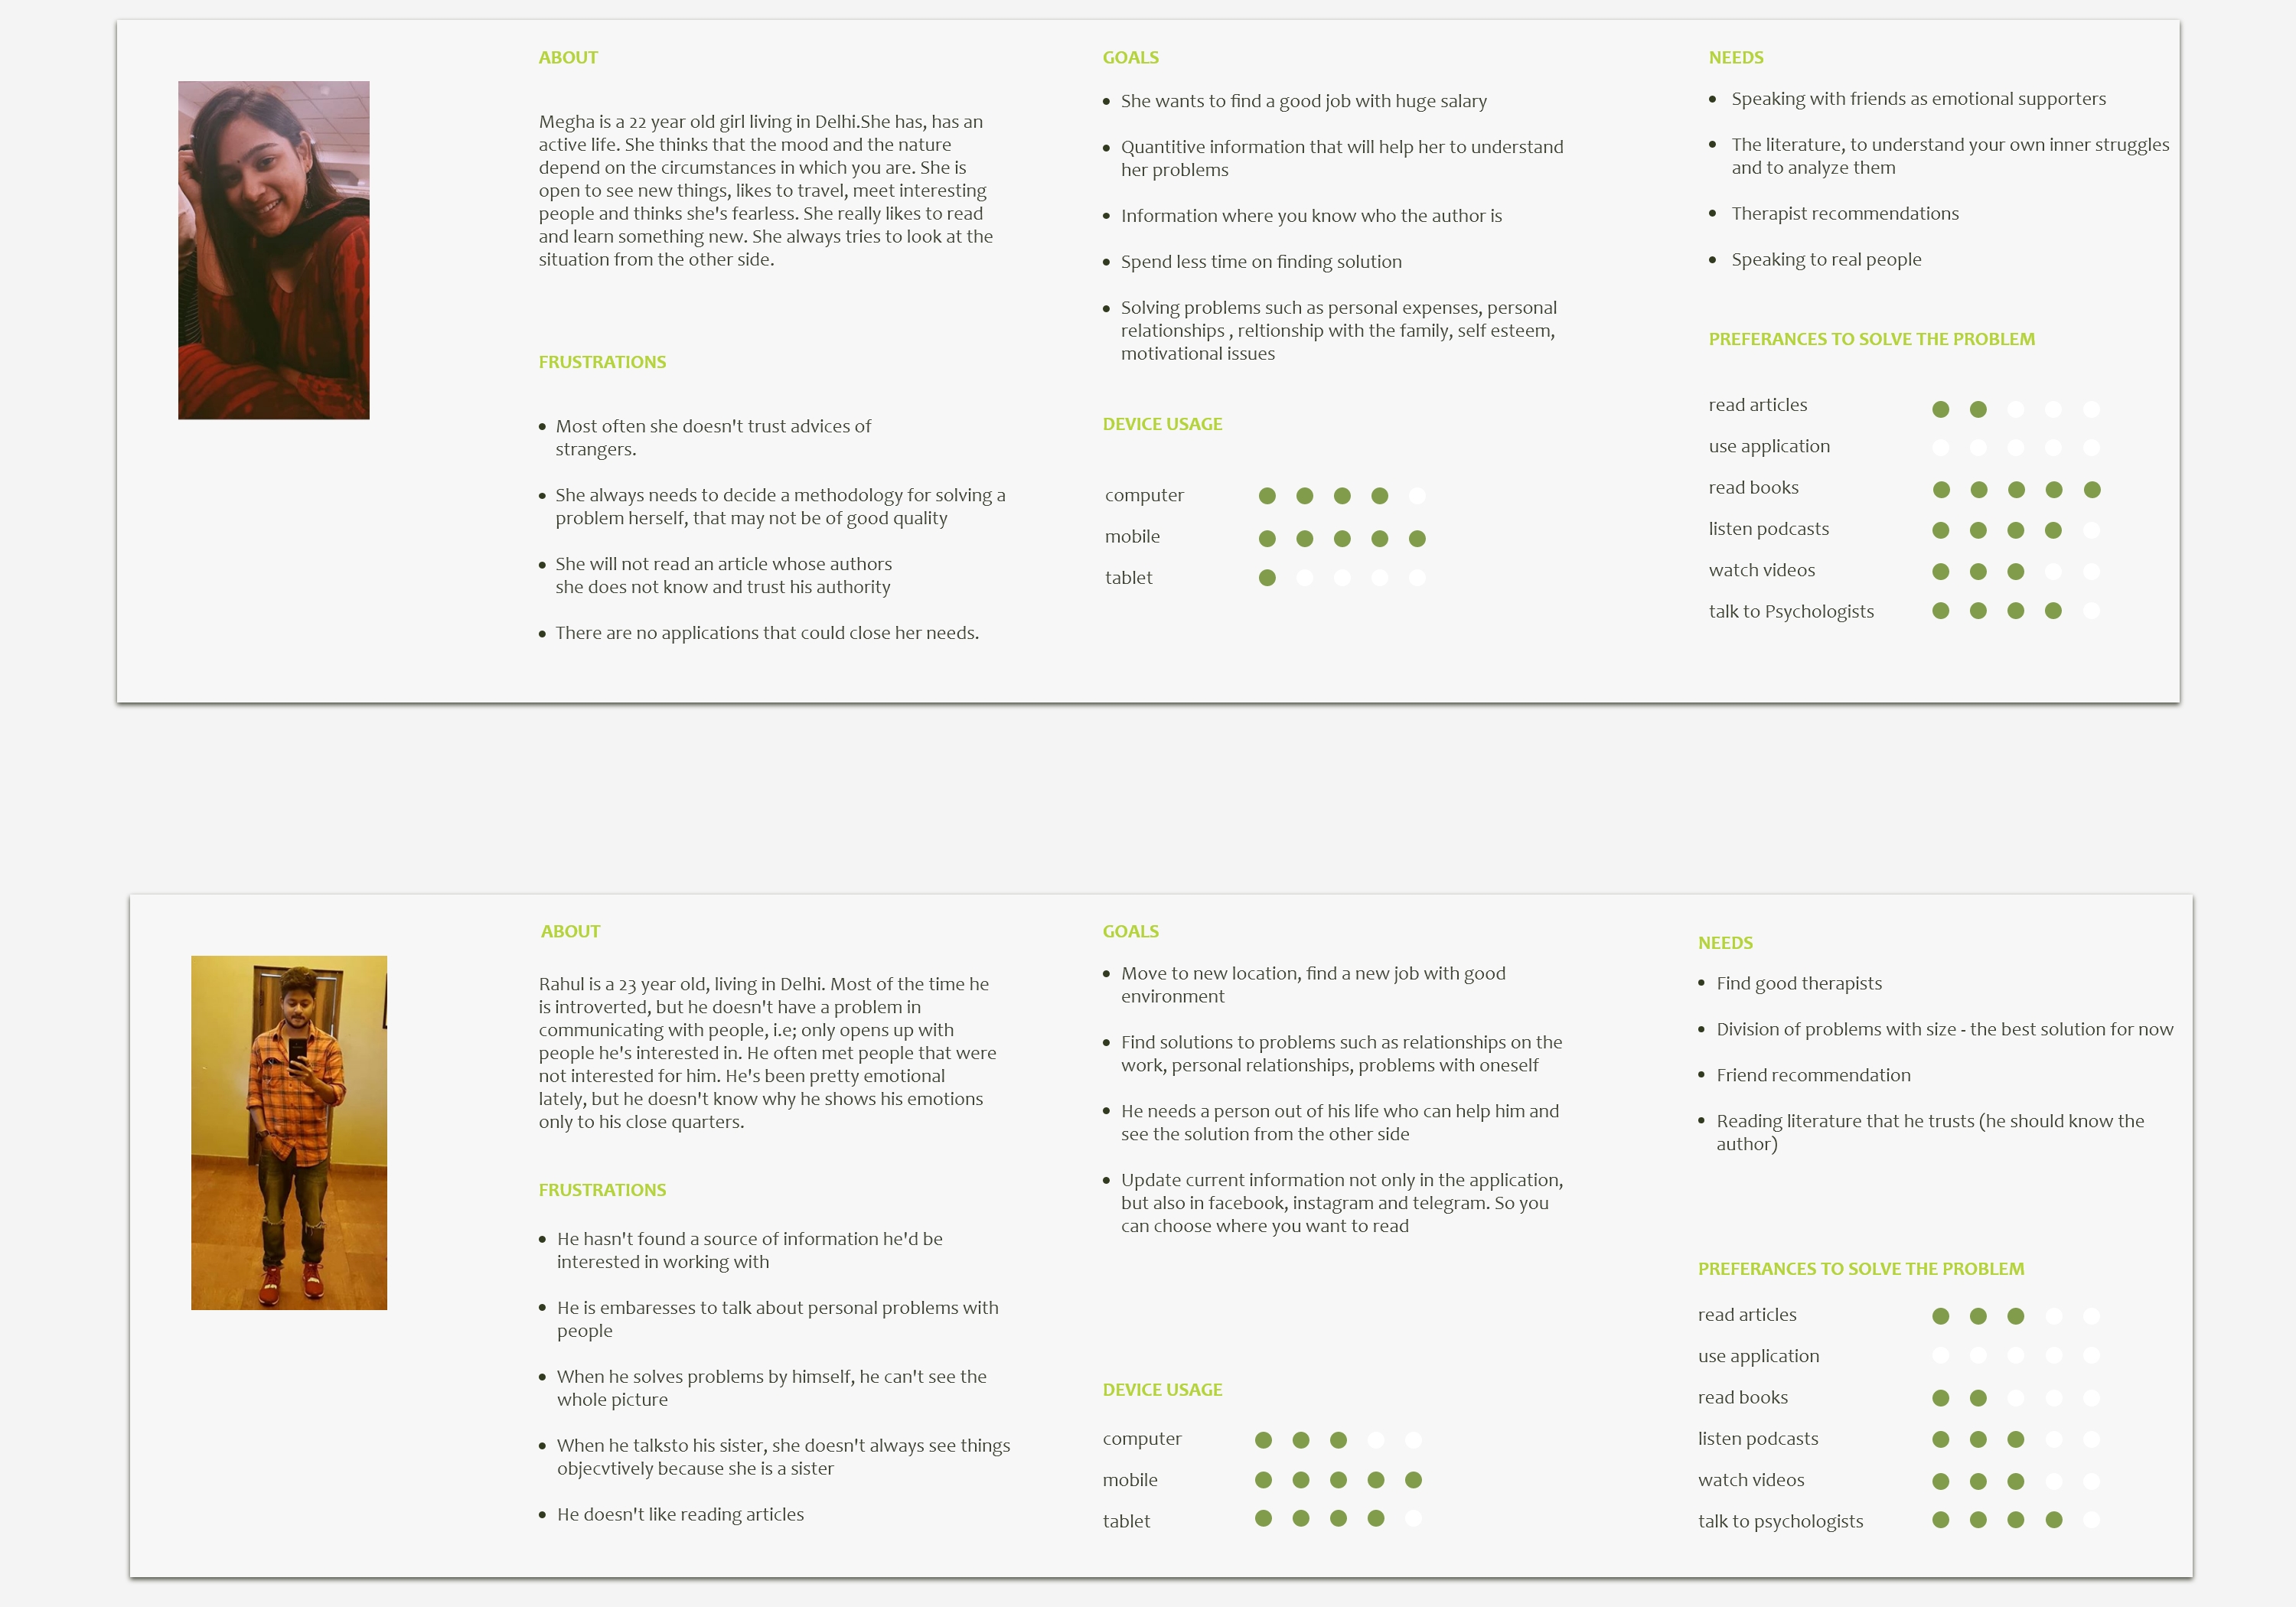 ABOUT
Megha is a 22 year old girl living in Delhi.She has, has an
active life. She thinks that the mood and the nature
depend on the circumstances in which you are. She is
open to see new things, likes to travel, meet interesting
people and thinks she's fearless. She really likes to read
and learn something new. She always tries to look at the
situation from the other side.
FRUSTRATIONS
• Most often she doesn't trust advices of
strangers.
• She always needs to decide a methodology for solving a
problem herself, that may not be of good quality
• She will not read an article whose authors
she does not know and trust his authority
• There are no applications that could close her needs.
GOALS
• She wants to find a good job with huge salary
• Quantitive information that will help her to understand
her problems
• Information where you know who the author is
• Spend less time on finding solution
• Solving problems such as personal expenses, personal
relationships , reltionship with the family, self esteem,
motivational issues
DEVICE USAGE
computer
mobile
tablet
NEEDS
• Speaking with friends as emotional supporters
• The literature, to understand your own inner struggles
and to analyze them
• Therapist recommendations
• Speaking to real people
PREFERANCES TO SOLVE THE PROBLEM
read articles
use application
read books
listen podcasts
watch videos
talk to Psychologists
ABOUT
Rahul is a 23 year old, living in Delhi. Most of the time he
is introverted, but he doesn't have a problem in
communicating with people, i.e; only opens up with
people he's interested in. He often met people that were
not interested for him. He's been pretty emotional
lately, but he doesn't know why he shows his emotions
only to his close quarters.
FRUSTRATIONS
• He hasn't found a source of information he'd be
interested in working with
• He is embaresses to talk about personal problems with
people
• When he solves problems by himself, he can't see the
whole picture
• When he talksto his sister, she doesn't always see things
objecvtively because she is a sister
• He doesn't like reading articles
GOALS
• Move to new location, find a new job with good
environment
• Find solutions to problems such as relationships on the
work, personal relationships, problems with oneself
• He needs a person out of his life who can help him and
see the solution from the other side
• Update current information not only in the application,
but also in facebook, instagram and telegram. So you
can choose where you want to read
DEVICE USAGE
computer
mobile
tablet
NEEDS
• Find good therapists
• Division of problems with size - the best solution for now
• Friend recommendation
• Reading literature that he trusts (he should know the
author)
PREFERANCES TO SOLVE THE PROBLEM
read articles
use application
read books
listen podcasts
watch videos
talk to psychologists